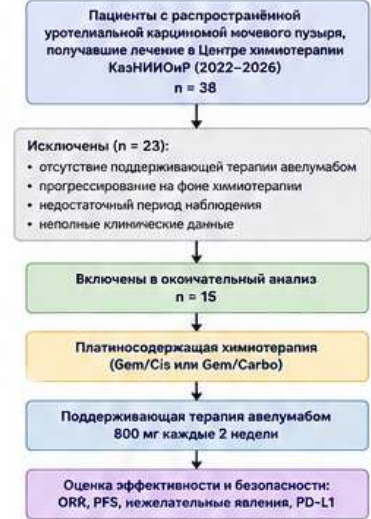 Пациенты с распространённой
уротелиальной карциномой мочевого пузыря,
получавшие лечение в Центре химиотерапии
КазНИИОиР (2022–2026)
n = 38
Исключены (n = 23):
• отсутствие поддерживающей терапии авелумабом
• прогрессирование на фоне химиотерапии
• недостаточный период наблюдения
• неполные клинические данные
Включены в окончательный анализ
n = 15
Платиносодержащая химиотерапия
(Gem/Cis или Gem/Carbo)
Поддерживающая терапия авелумабом
800 мг каждые 2 недели
Оценка эффективности и безопасности:
ORR, PFS, нежелательные явления, PD-L1